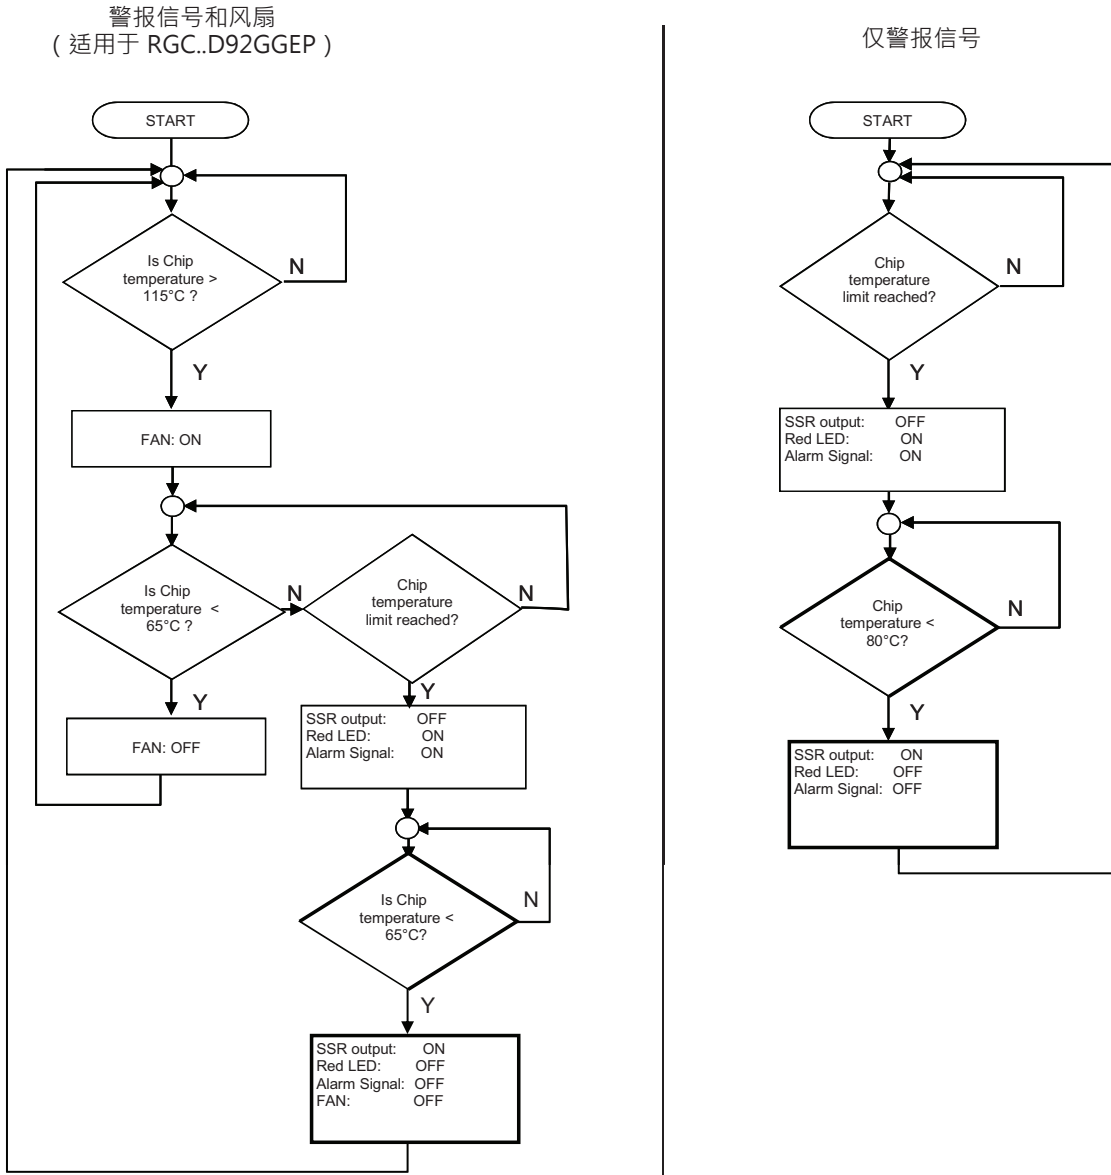 警报信号和风扇
（适用于 RGC..D92GGEP）
START
Is Chip
temperature >
115°C ?
N
Y
FAN: ON
Is Chip
temperature <
65°C ?
N
Chip
temperature
limit reached?
N
Y
Y
FAN: OFF
SSR output: OFF
Red LED: ON
Alarm Signal: ON
Is Chip
temperature <
65°C?
N
Y
SSR output: ON
Red LED: OFF
Alarm Signal: OFF
FAN: OFF
仅警报信号
START
Chip
temperature
limit reached?
N
Y
SSR output: OFF
Red LED: ON
Alarm Signal: ON
Chip
temperature <
80°C?
N
Y
SSR output: ON
Red LED: OFF
Alarm Signal: OFF